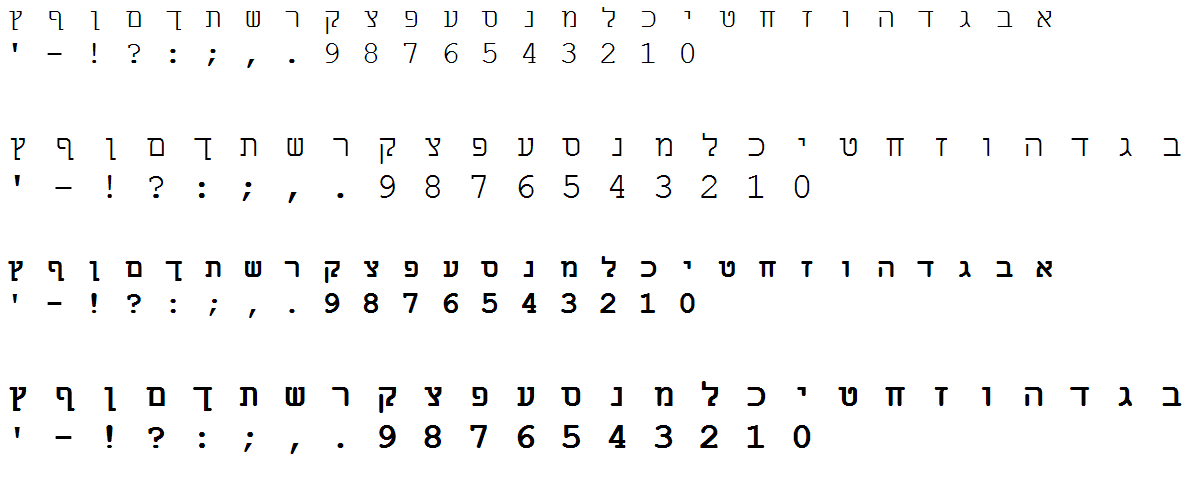 א ב ג ד ה ו ז ח ט י כ ל מ נ ס ע פ צ ק ר ש ת ך ם ן ף ץ
0 1 2 3 4 5 6 7 8 9 . , ; : ? ! - '
ב ג ד ה ו ז ח ט י כ ל מ נ ס ע פ צ ק ר ש ת ך ם ן ף ץ
0 1 2 3 4 5 6 7 8 9 . , ; : ? ! - '
א ב ג ד ה ו ז ח ט י כ ל מ נ ס ע פ צ ק ר ש ת ך ם ן ף ץ
0 1 2 3 4 5 6 7 8 9 . , ; : ? ! - '
ב ג ד ה ו ז ח ט י כ ל מ נ ס ע פ צ ק ר ש ת ך ם ן ף ץ
0 1 2 3 4 5 6 7 8 9 . , ; : ? ! - '